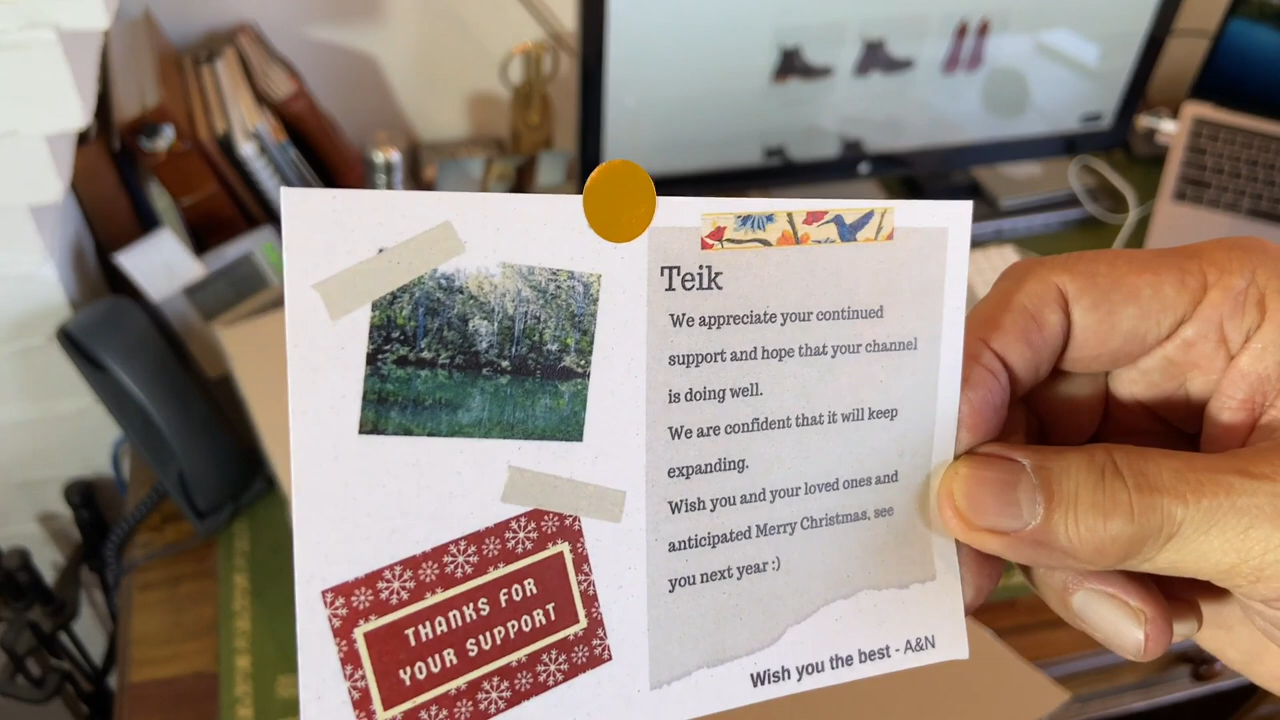 Teik
We appreciate your continued
support and hope that your channel
is doing well.
We are confident that it will keep
expanding.
Wish you and your loved ones and
anticipated Merry Christmas, see
you next year :)
Wish you the best - A&N
THANKS FOR
YOUR SUPPORT